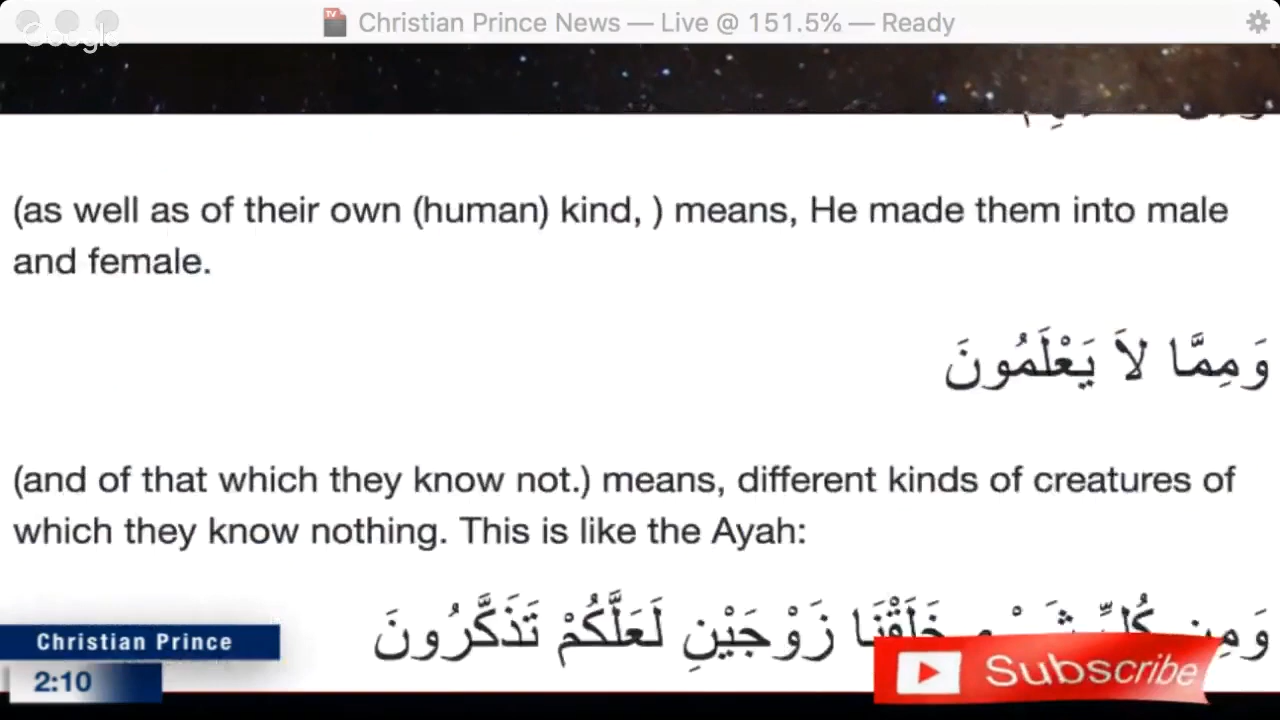 Christian Prince News — Live @ 151.5% — Ready
Google
(as well as of their own (human) kind, ) means, He made them into male
and female.
وَمِمَّا لاَ يَعْلَمُونَ
(and of that which they know not.) means, different kinds of creatures of
which they know nothing. This is like the Ayah:
خَلَقْنَا زَوْجَيْنِ لَعَلَّكُمْ تَذَكَّرُونَ
Christian Prince
2:10
Subscribe